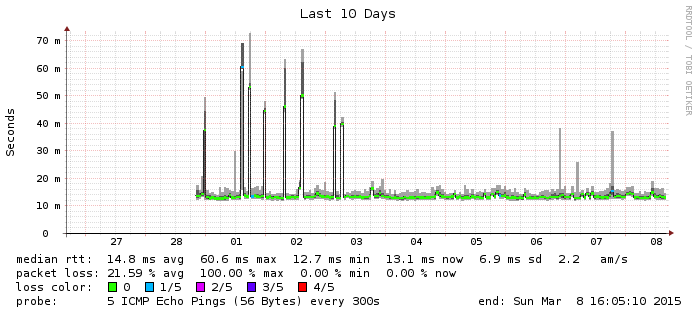 Last 10 Days
RRDTOOL / TOBI OETIKER
Seconds
70 m
60 m
50 m
40 m
30 m
20 m
10 m
0
27 28 01 02 03 04 05 06 07 08
median rtt: 14.8 ms avg 60.6 ms max 12.7 ms min 13.1 ms now 6.9 ms sd 2.2 am/s
packet loss: 21.59 % avg 100.00 % max 0.00 % min 0.00 % now
loss color: 0 1/5 2/5 3/5 4/5
probe: 5 ICMP Echo Pings (56 Bytes) every 300s end: Sun Mar 8 16:05:10 2015